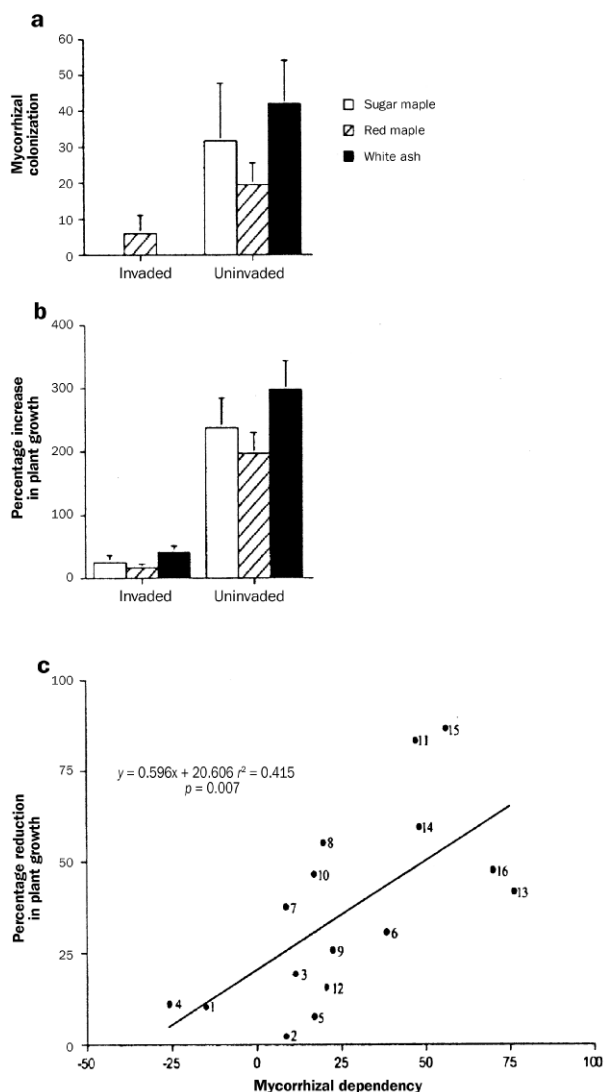 a
Mycorrhizal
colonization
60
50
40
30
20
10
0
Invaded
Uninvaded
Sugar maple
Red maple
White ash
b
Percentage increase
in plant growth
400
300
200
100
0
Invaded
Uninvaded
c
Percentage reduction
in plant growth
100
75
50
25
0
y = 0.596x + 20.606 r² = 0.415
p = 0.007
15
11
14
8
10
16
13
7
6
9
3
12
4
1
5
2
-50
-25
0
25
50
75
100
Mycorrhizal dependency